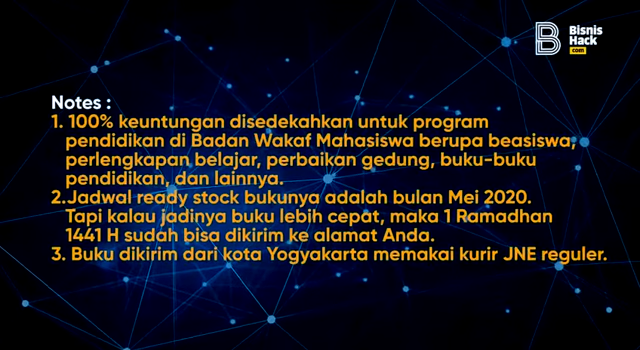 Bisnis
Hack
com
Notes :
1. 100% keuntungan disedekahkan untuk program
pendidikan di Badan Wakaf Mahasiswa berupa beasiswa,
perlengkapan belajar, perbaikan gedung, buku-buku
pendidikan, dan lainnya.
2.Jadwal ready stock bukunya adalah bulan Mei 2020.
Tapi kalau jadinya buku lebih cepat, maka 1 Ramadhan
1441 H sudah bisa dikirim ke alamat Anda.
3. Buku dikirim dari kota Yogyakarta memakai kurir JNE reguler.